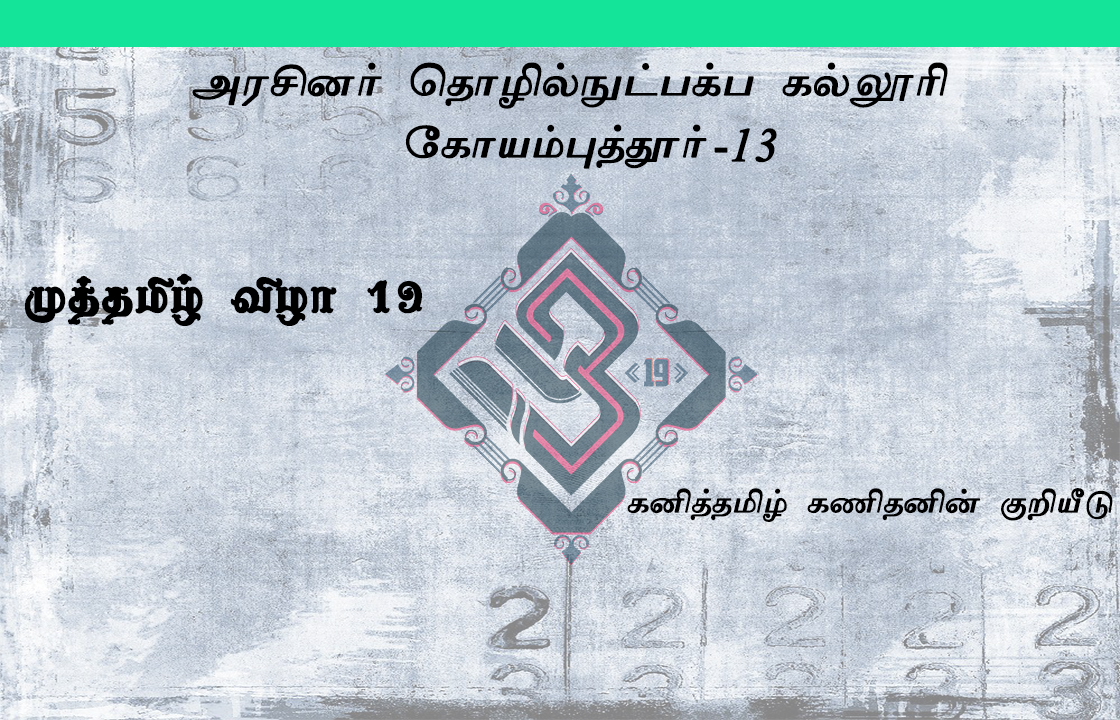 அரசினர் தொழில்நுட்பக்ப கல்லூரி
கோயம்புத்தூர்-13
முத்தமிழ் விழா 19
19
கனித்தமிழ் கணிதனின் குறியீடு